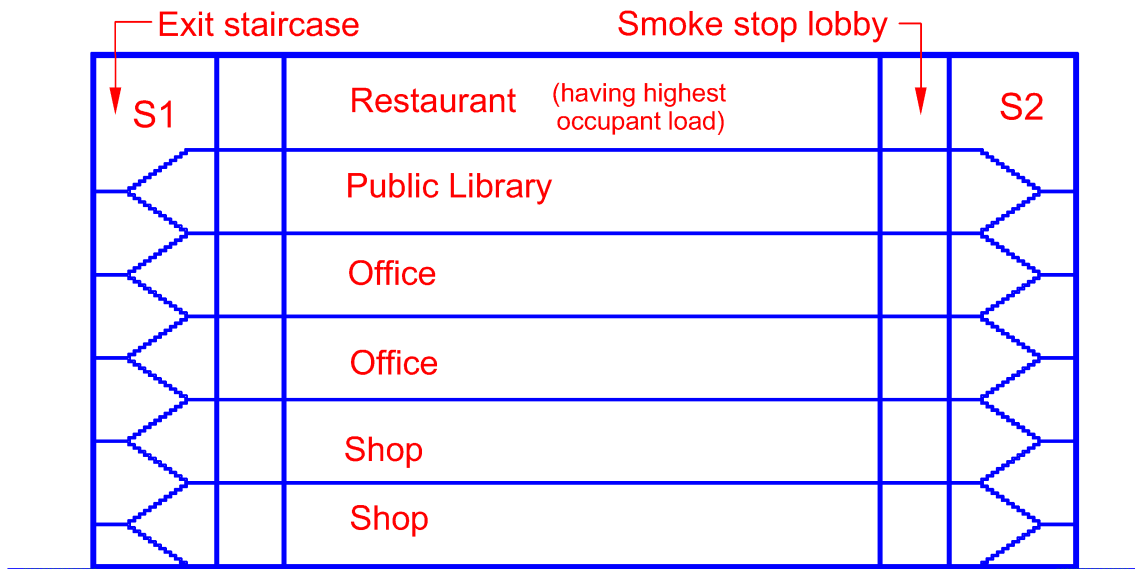 Exit staircase
Smoke stop lobby
S1
Restaurant
(having highest
occupant load)
S2
Public Library
Office
Office
Shop
Shop